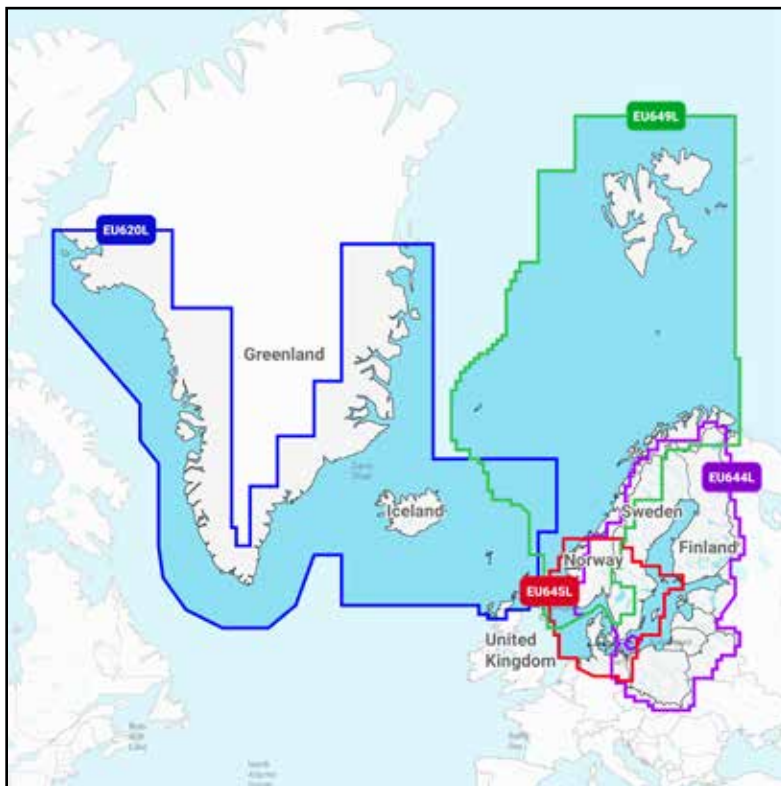 EU649L
EU620L
Greenland
EU644L
Iceland
Sweden
Finland
Norway
EU645L
United
Kingdom